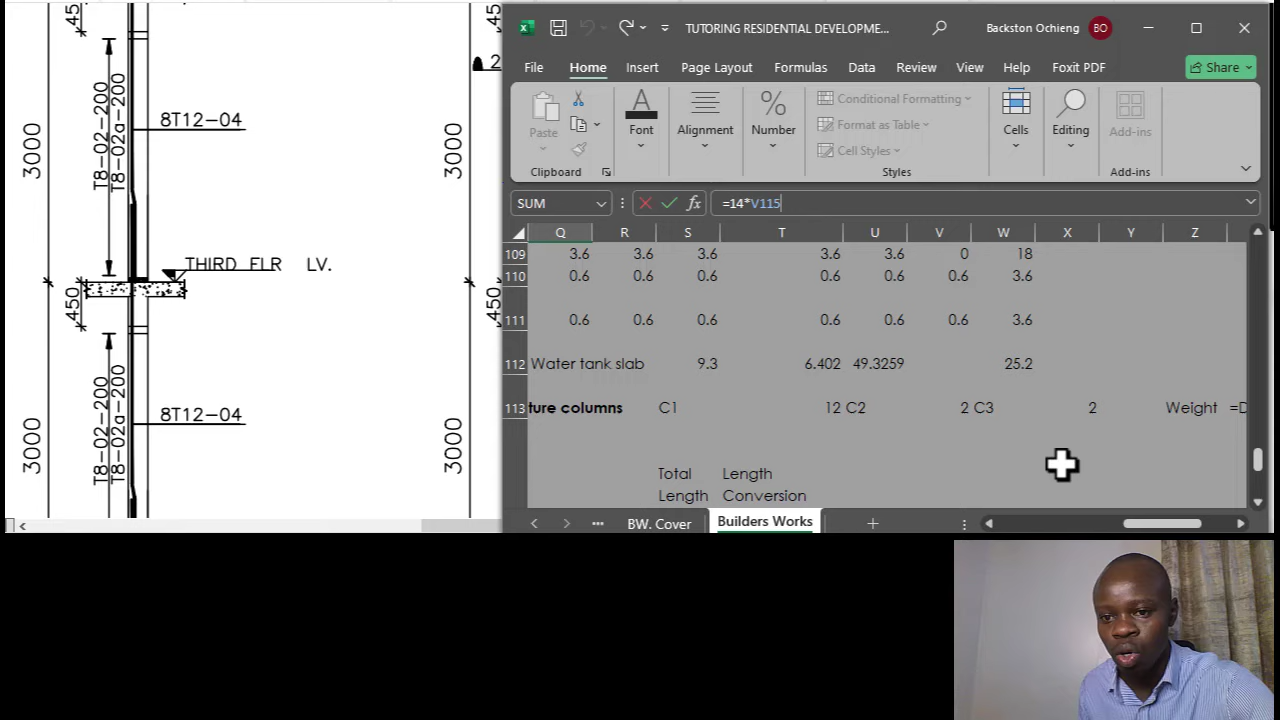 45
8T12-04
T8-02-200
T8-02a-200
3000
THIRD FLR LV.
450
8T12-04
T8-02-200
T8-02a-200
3000
45
2
3000
450
3000
TUTORING RESIDENTIAL DEVELOPME...
Backston Ochieng
BO
File Home Insert Page Layout Formulas Data Review View Help Foxit PDF
Share
Paste
Font
Alignment
Number
Conditional Formatting
Format as Table
Cell Styles
Cells
Editing
Add-ins
Clipboard
Styles
Add-ins
SUM
fx
=14*V115
Q R S T U V W X Y Z
109 3.6 3.6 3.6 3.6 3.6 0 18
110 0.6 0.6 0.6 0.6 0.6 0.6 3.6
111 0.6 0.6 0.6 0.6 0.6 0.6 3.6
112 Water tank slab 9.3 6.402 49.3259 25.2
113 ture columns C1 12 C2 2 C3 2 Weight =D
Total Length
Length Conversion
... BW. Cover Builders Works